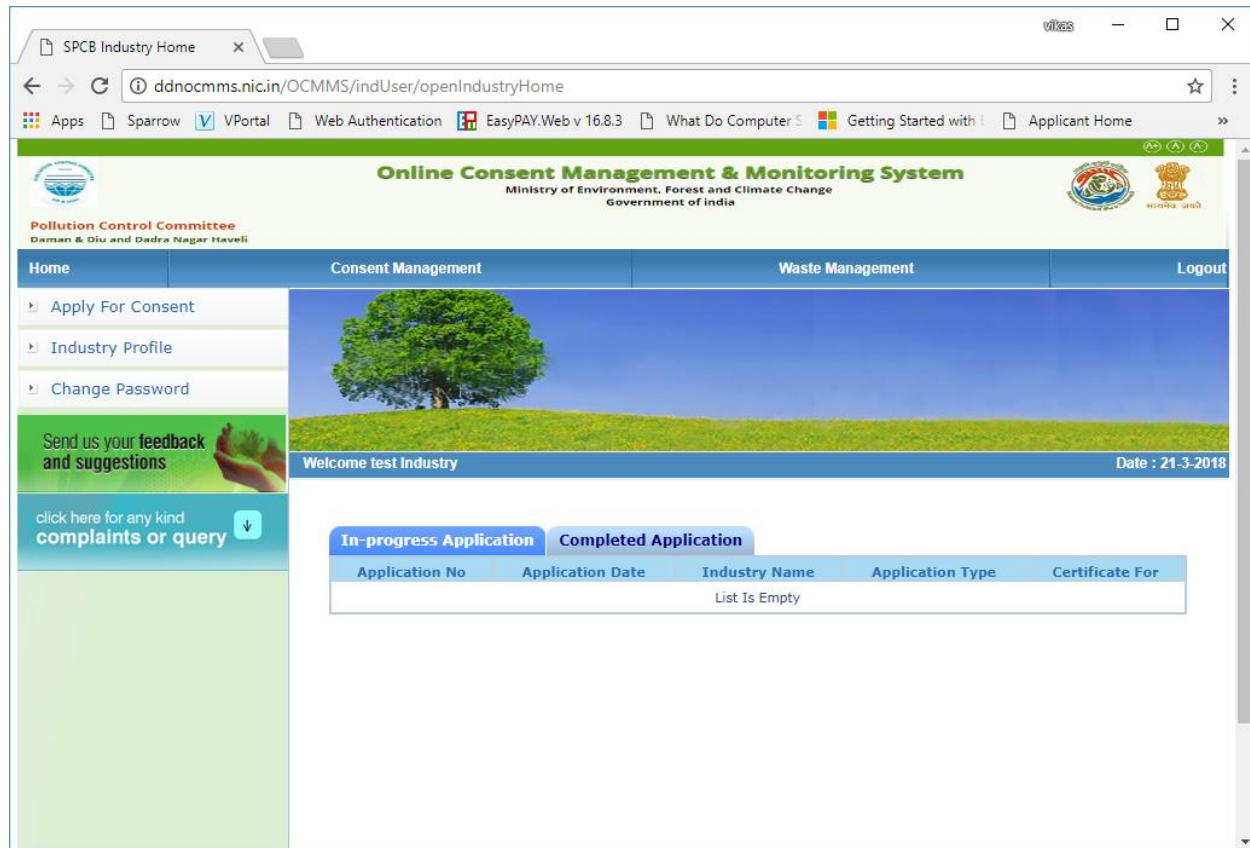 vikas
SPCB Industry Home
ddnocmms.nic.in/OCMMS/indUser/openIndustryHome
Apps Sparrow VPortal Web Authentication EasyPAY.Web v 16.8.3 What Do Computer S Getting Started with Applicant Home »
A+ A A
Online Consent Management & Monitoring System
Ministry of Environment, Forest and Climate Change
Government of india
सत्यमेव जयते
Pollution Control Committee
Daman & Diu and Dadra Nagar Haveli
Home Consent Management Waste Management Logout
Apply For Consent
Industry Profile
Change Password
Send us your feedback
and suggestions
Welcome test Industry Date : 21-3-2018
click here for any kind
complaints or query
In-progress Application Completed Application
Application No Application Date Industry Name Application Type Certificate For
List Is Empty